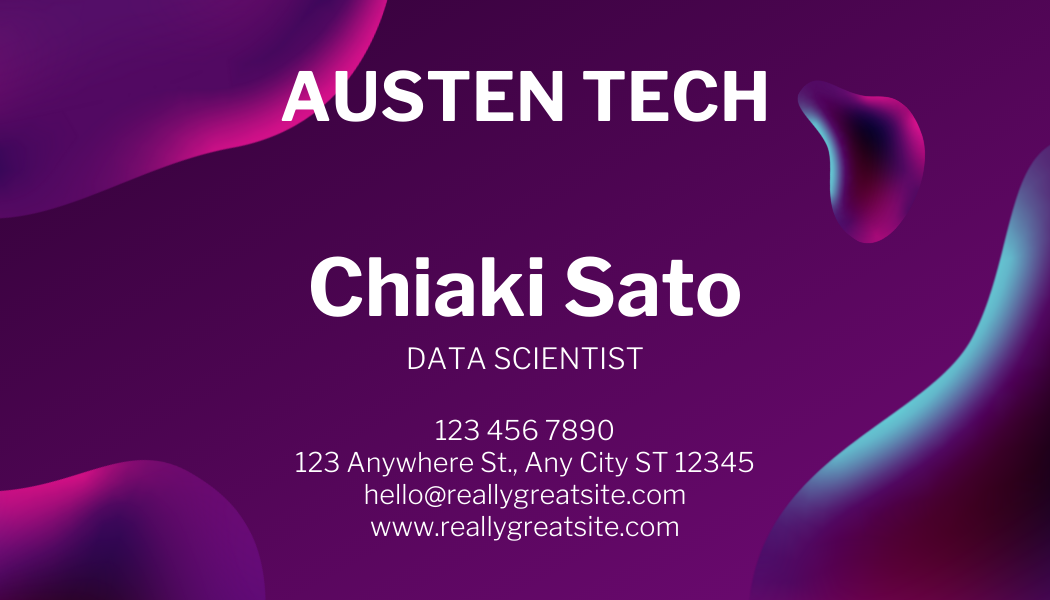 AUSTEN TECH
Chiaki Sato
DATA SCIENTIST
123 456 7890
123 Anywhere St., Any City ST 12345
hello@reallygreatsite.com
www.reallygreatsite.com